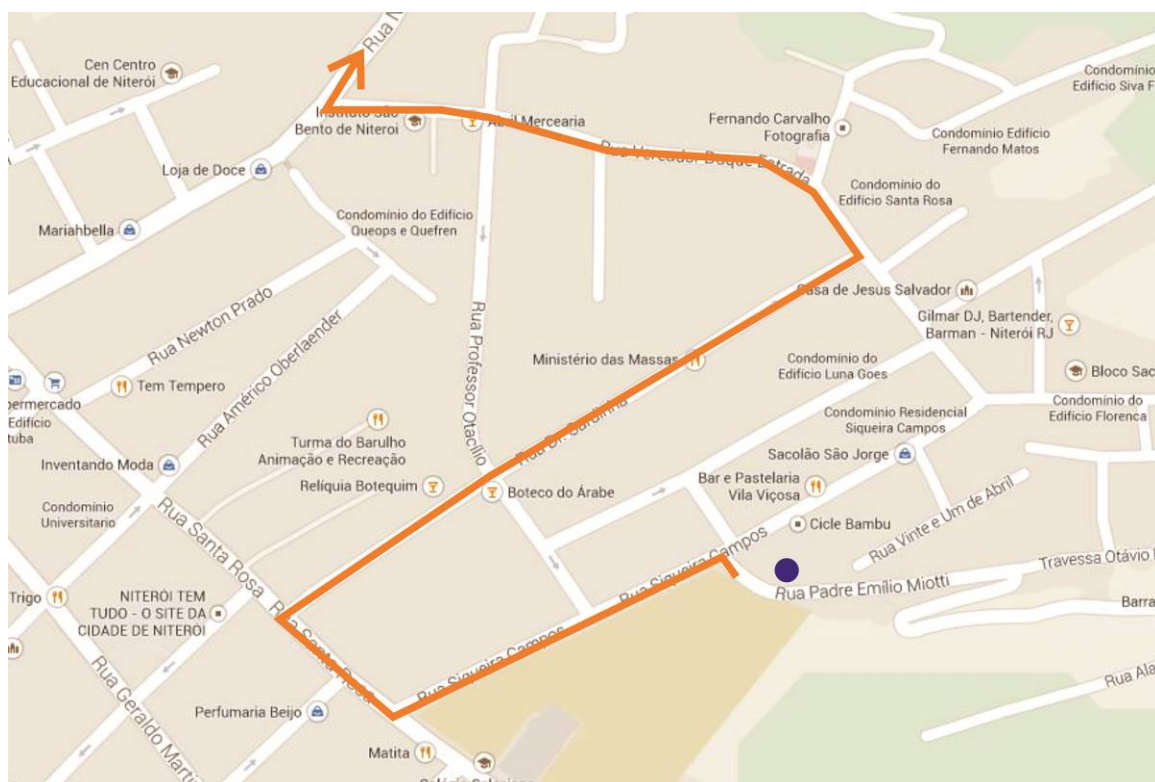 Cen Centro
Educacional de Niterói
Instituto São
Bento de Niteroi
Abril Mercearia
Fernando Carvalho
Fotografia
Condomínio
Edifício Siva F
Condomínio Edifício
Fernando Matos
Rua Vereador Duque Estrada
Loja de Doce
Condomínio do
Edifício Santa Rosa
Condomínio do Edifício
Queops e Quefren
Mariahbella
Casa de Jesus Salvador
Gilmar DJ, Bartender,
Barman - Niterói RJ
Rua Newton Prado
Rua Professor Otacílio
Rua Américo Oberlaender
Ministério das Massas
Condomínio do
Edifício Luna Goes
Bloco Sac
Tem Tempero
permercado
Edifício
tuba
Condomínio do
Edifício Florença
Condomínio Residencial
Siqueira Campos
Rua Dr. Sardinha
Turma do Barulho
Animação e Recreação
Sacolão São Jorge
Inventando Moda
Relíquia Botequim
Boteco do Árabe
Bar e Pastelaria
Vila Viçosa
Condomínio
Universitario
Rua Vinte e Um de Abril
Cicle Bambu
Rua Santa Rosa
Rua Siqueira Campos
Travessa Otávio
Rua Padre Emílio Miotti
Trigo
NITERÓI TEM
TUDO - O SITE DA
CIDADE DE NITERÓI
Barra
Rua Santa Rosa
Rua Siqueira Campos
Rua Geraldo Marti
Rua Ala
Perfumaria Beijo
Matita